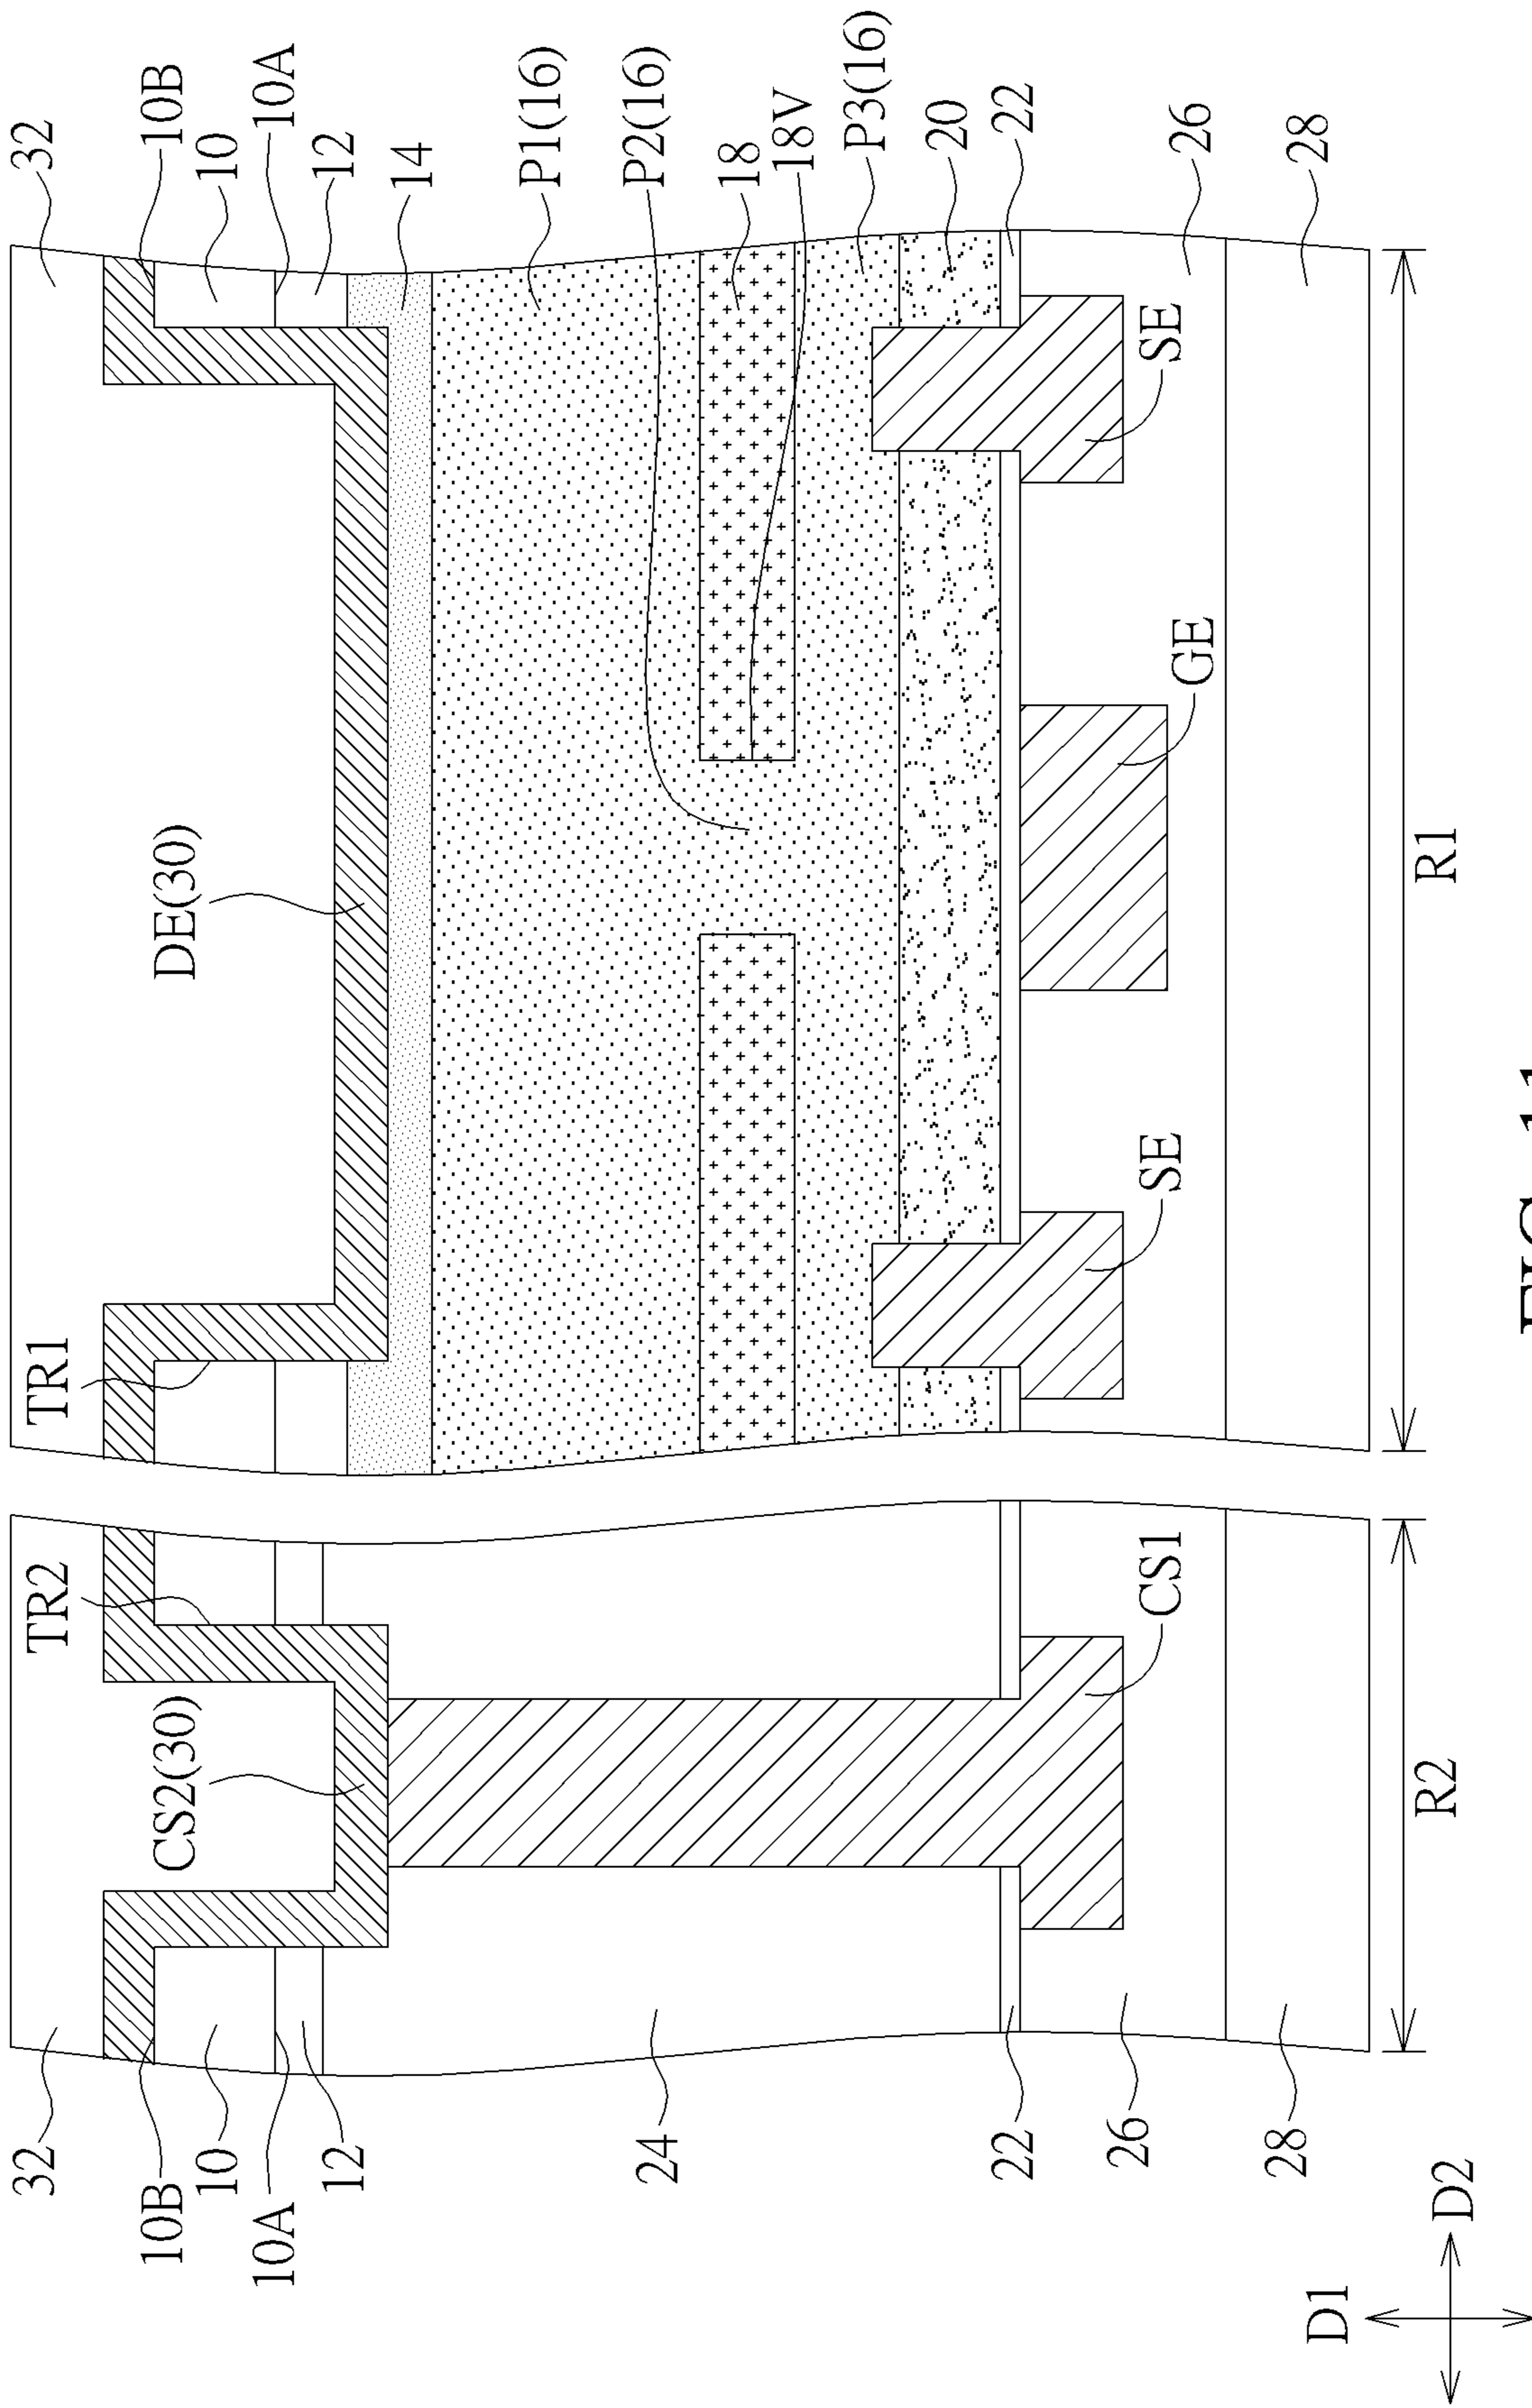 32
TR2
TR1
32
10B
CS2(30)
DE(30)
10B
10
10
10A
10A
12
12
14
P1(16)
24
P2(16)
18
18V
P3(16)
20
22
22
26
CS1
SE
GE
SE
26
28
28
D1
D2
R2
R1
FIG. 11